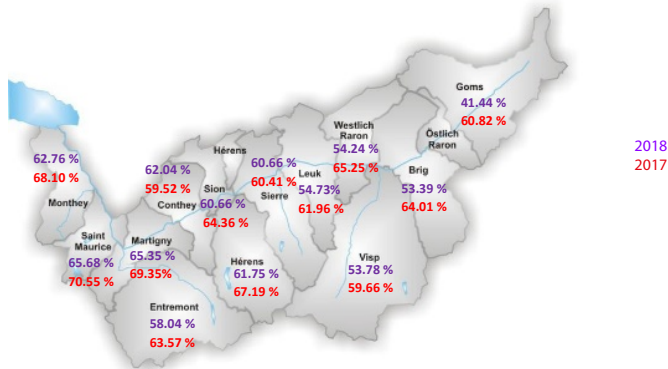 Goms
41.44 %
60.82 %
Östlich
Raron
Westlich
Raron
54.24 %
65.25 %
Brig
53.39 %
64.01 %
Visp
53.78 %
59.66 %
Leuk
54.73%
61.96 %
60.66 %
60.41 %
Sierre
Hérens
Sion
60.66 %
64.36 %
62.04 %
59.52 %
Conthey
Hérens
61.75 %
67.19 %
62.76 %
68.10 %
Monthey
Saint
Maurice
65.68 %
70.55 %
Martigny
65.35 %
69.35%
Entremont
58.04 %
63.57 %
2018
2017